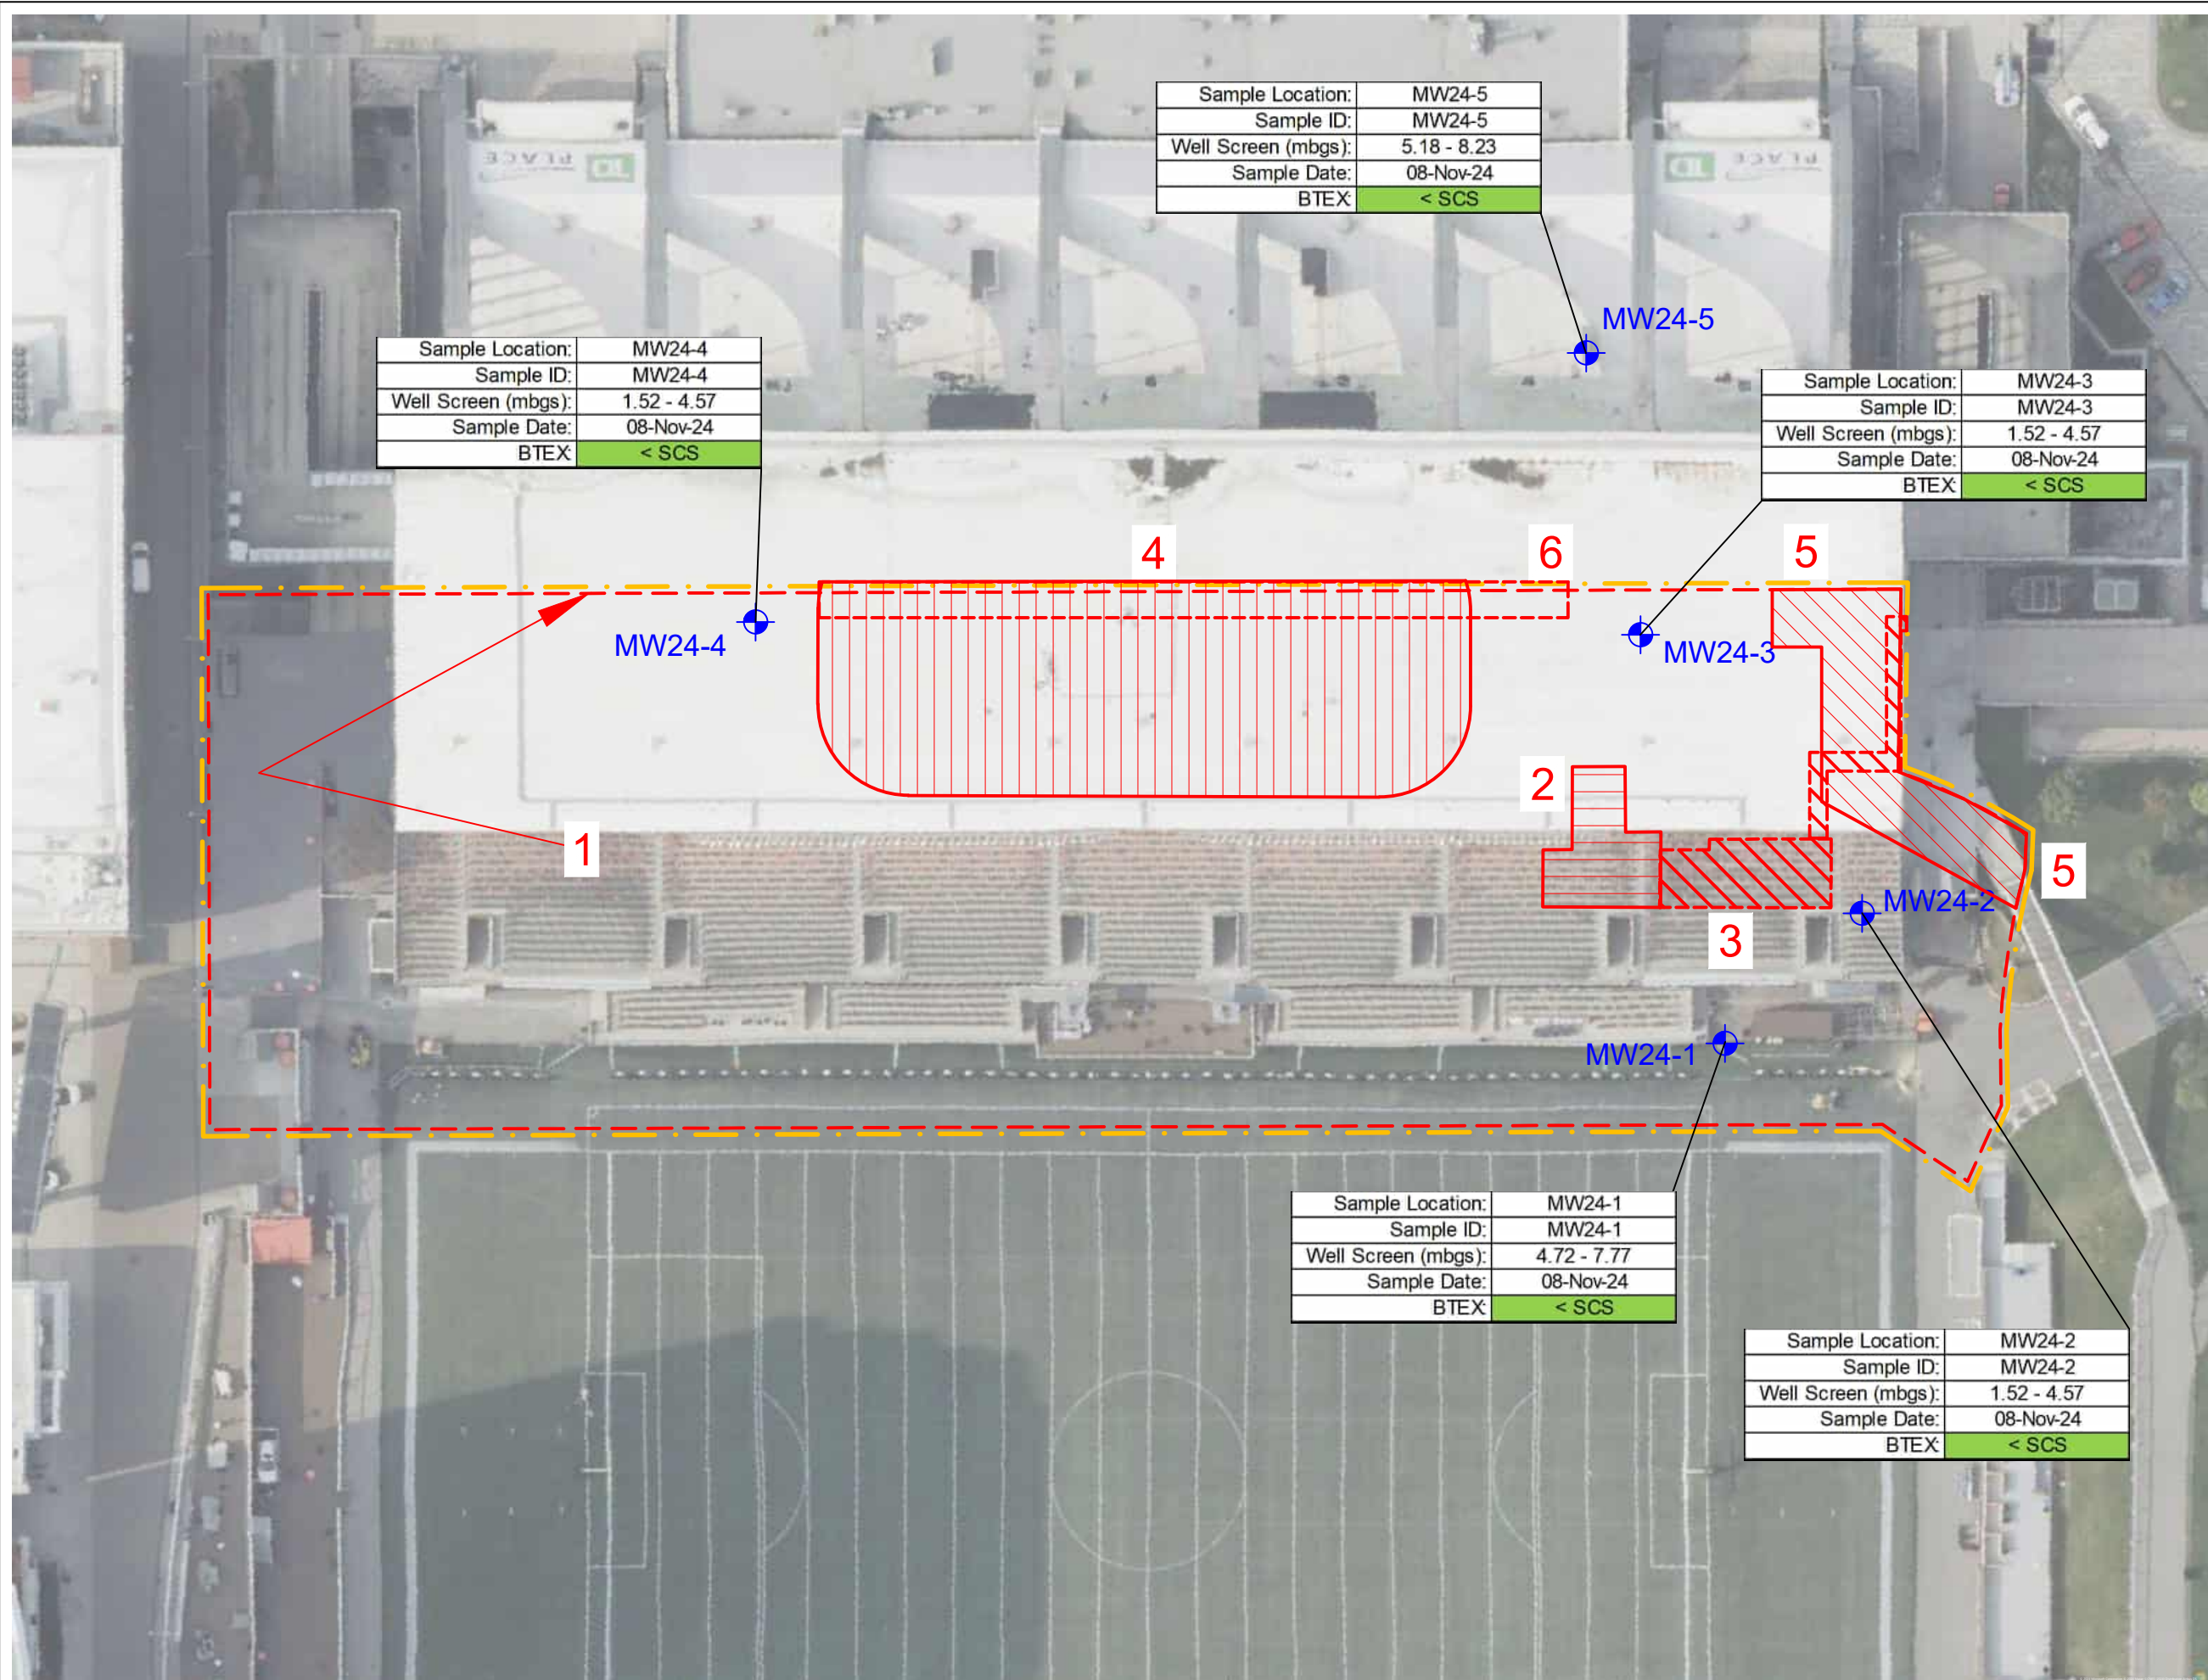 Sample Location: MW24-5
Sample ID: MW24-5
Well Screen (mbgs): 5.18 - 8.23
Sample Date: 08-Nov-24
BTEX: < SCS
TD PLACE
TD PLACE
MW24-5
Sample Location: MW24-4
Sample ID: MW24-4
Well Screen (mbgs): 1.52 - 4.57
Sample Date: 08-Nov-24
BTEX: < SCS
Sample Location: MW24-3
Sample ID: MW24-3
Well Screen (mbgs): 1.52 - 4.57
Sample Date: 08-Nov-24
BTEX: < SCS
4
6
5
MW24-4
MW24-3
2
1
5
MW24-2
3
MW24-1
Sample Location: MW24-1
Sample ID: MW24-1
Well Screen (mbgs): 4.72 - 7.77
Sample Date: 08-Nov-24
BTEX: < SCS
Sample Location: MW24-2
Sample ID: MW24-2
Well Screen (mbgs): 1.52 - 4.57
Sample Date: 08-Nov-24
BTEX: < SCS